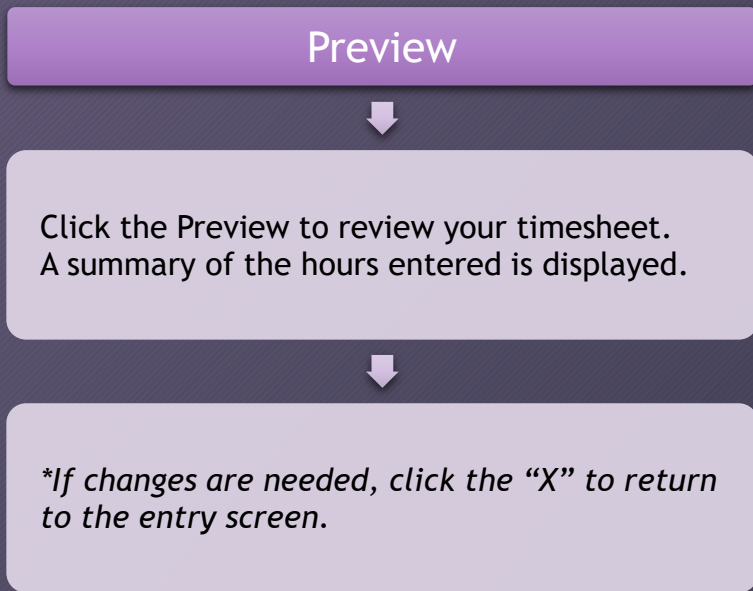 Preview
Click the Preview to review your timesheet.
A summary of the hours entered is displayed.
*If changes are needed, click the “X” to return
to the entry screen.